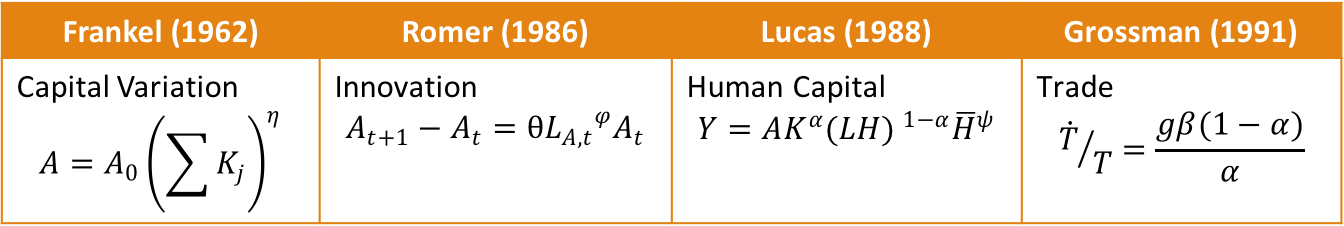 Frankel (1962) Romer (1986) Lucas (1988) Grossman (1991)
Capital Variation Innovation Human Capital Trade
A = A₀(∑ Kⱼ)^η Aₜ₊₁ − Aₜ = θL_{A,t}^φ Aₜ Y = AK^α(LH)^{1−α} H̅^ψ Ṫ/T = gβ(1 − α)/α